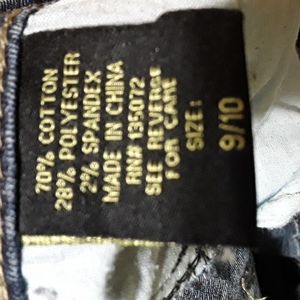 70% COTTON
28% POLYESTER
2% SPANDEX
MADE IN CHINA
RN# 135072
SEE REVERSE
FOR CARE
SIZE:
9/10